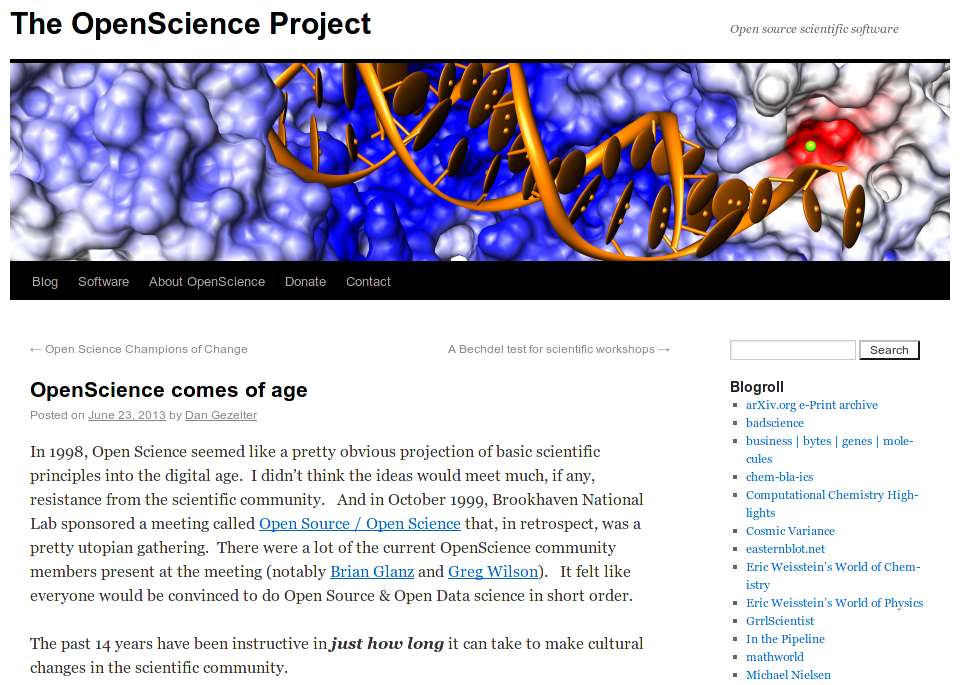 The OpenScience Project
Open source scientific software
Blog Software About OpenScience Donate Contact
← Open Science Champions of Change
A Bechdel test for scientific workshops →
OpenScience comes of age
Posted on June 23, 2013 by Dan Gezelter
In 1998, Open Science seemed like a pretty obvious projection of basic scientific
principles into the digital age.  I didn't think the ideas would meet much, if any,
resistance from the scientific community.   And in October 1999, Brookhaven National
Lab sponsored a meeting called Open Source / Open Science that, in retrospect, was a
pretty utopian gathering.  There were a lot of the current OpenScience community
members present at the meeting (notably Brian Glanz and Greg Wilson).   It felt like
everyone would be convinced to do Open Source & Open Data science in short order.
The past 14 years have been instructive in just how long it can take to make cultural
changes in the scientific community.
Search
Blogroll
arXiv.org e-Print archive
badscience
business | bytes | genes | mole-
cules
chem-bla-ics
Computational Chemistry High-
lights
Cosmic Variance
easternblot.net
Eric Weisstein's World of Chem-
istry
Eric Weisstein's World of Physics
GrrlScientist
In the Pipeline
mathworld
Michael Nielsen